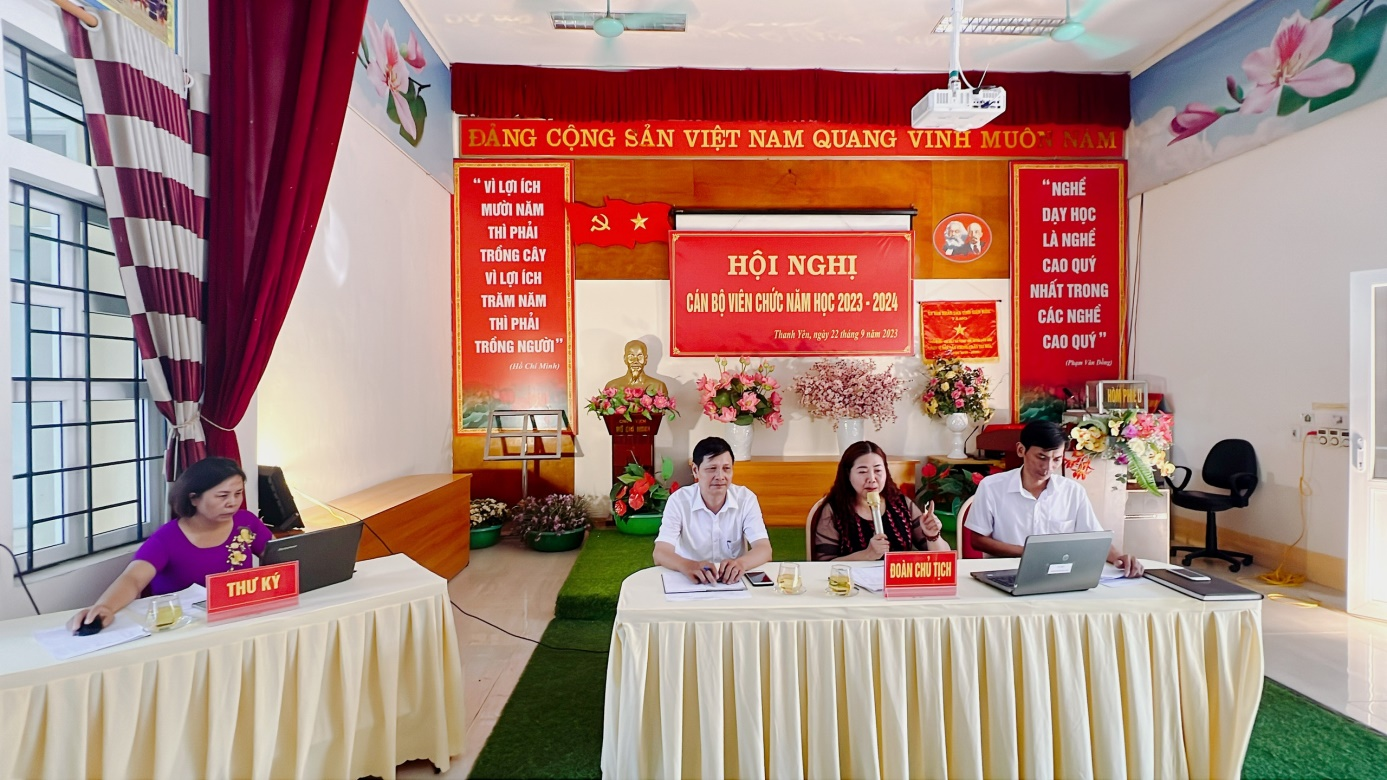 ĐẢNG CỘNG SẢN VIỆT NAM QUANG VINH MUÔN NĂM
“ VÌ LỢI ÍCH
MƯỜI NĂM
THÌ PHẢI
TRỒNG CÂY
VÌ LỢI ÍCH
TRĂM NĂM
THÌ PHẢI
TRỒNG NGƯỜI”
(Hồ Chí Minh)
HỘI NGHỊ
CÁN BỘ VIÊN CHỨC NĂM HỌC 2023 - 2024
Thanh Yên, ngày 22 tháng 9 năm 2023
“NGHỀ
DẠY HỌC
LÀ NGHỀ
CAO QUÝ
NHẤT TRONG
CÁC NGHỀ
CAO QUÝ”
(Phạm Văn Đồng)
HÒM PHIẾU
THƯ KÝ
ĐOÀN CHỦ TỊCH